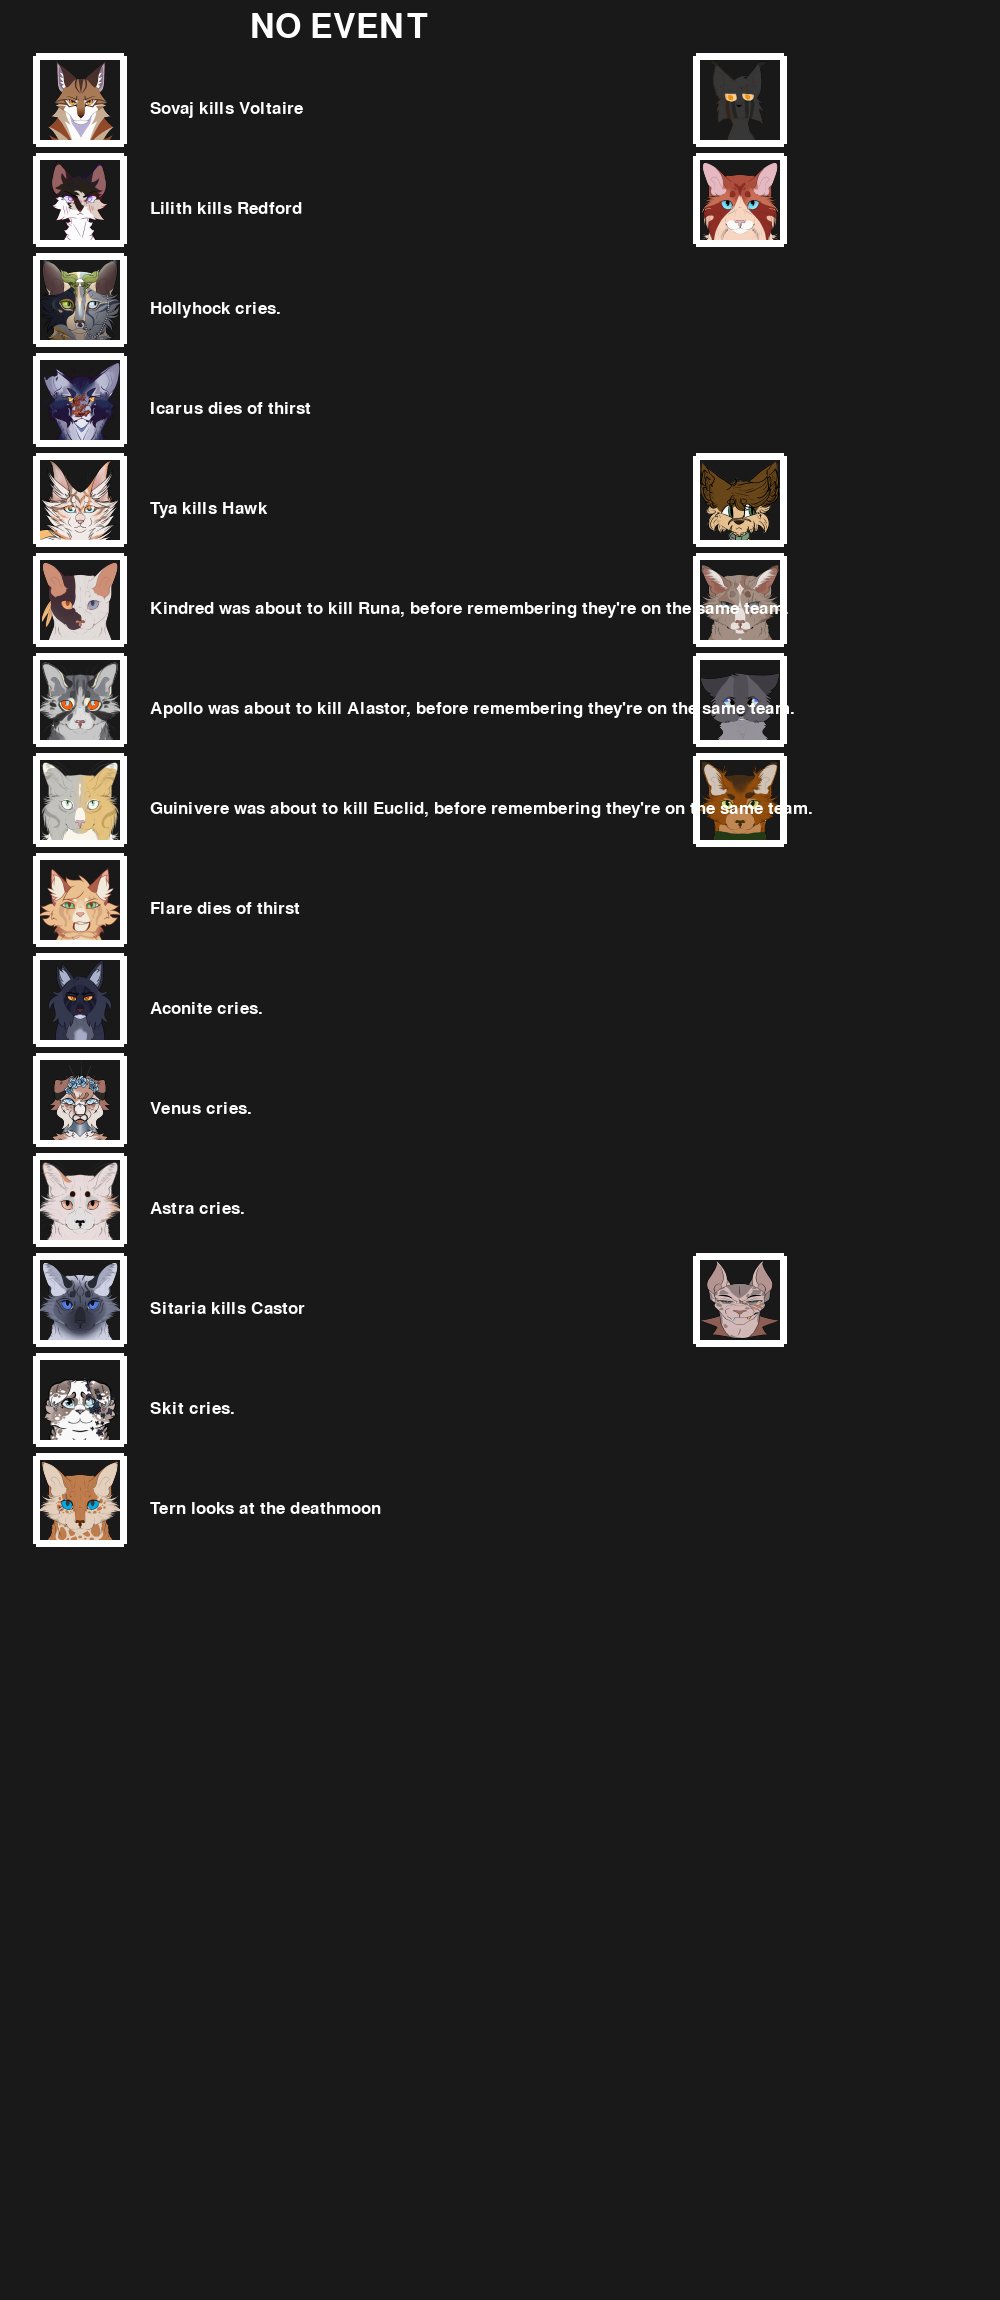 NO EVENT
Sovaj kills Voltaire
Lilith kills Redford
Hollyhock cries.
Icarus dies of thirst
Tya kills Hawk
Kindred was about to kill Runa, before remembering they're on the same team.
Apollo was about to kill Alastor, before remembering they're on the same team.
Guinivere was about to kill Euclid, before remembering they're on the same team.
Flare dies of thirst
Aconite cries.
Venus cries.
Astra cries.
Sitaria kills Castor
Skit cries.
Tern looks at the deathmoon